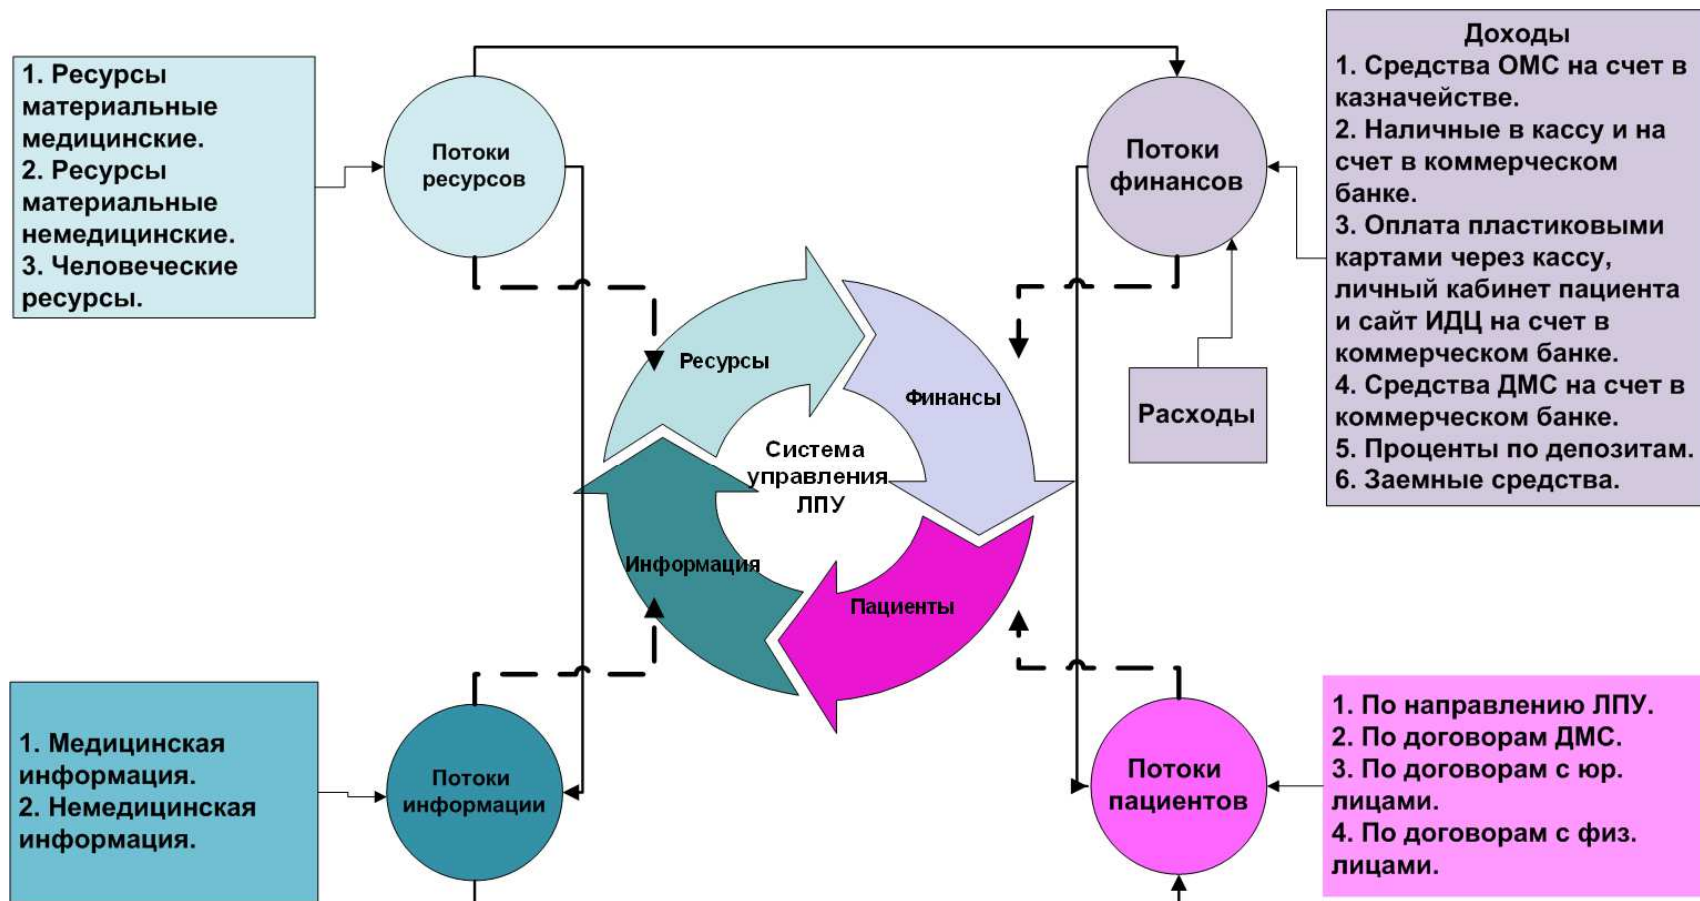 1. Ресурсы
материальные
медицинские.
2. Ресурсы
материальные
немедицинские.
3. Человеческие
ресурсы.
Потоки
ресурсов
Потоки
финансов
Доходы
1. Средства ОМС на счет в
казначействе.
2. Наличные в кассу и на
счет в коммерческом
банке.
3. Оплата пластиковыми
картами через кассу,
личный кабинет пациента
и сайт ИДЦ на счет в
коммерческом банке.
4. Средства ДМС на счет в
коммерческом банке.
5. Проценты по депозитам.
6. Заемные средства.
Расходы
Ресурсы
Финансы
Система
управления
ЛПУ
Информация
Пациенты
1. Медицинская
информация.
2. Немедицинская
информация.
Потоки
информации
Потоки
пациентов
1. По направлению ЛПУ.
2. По договорам ДМС.
3. По договорам с юр.
лицами.
4. По договорам с физ.
лицами.